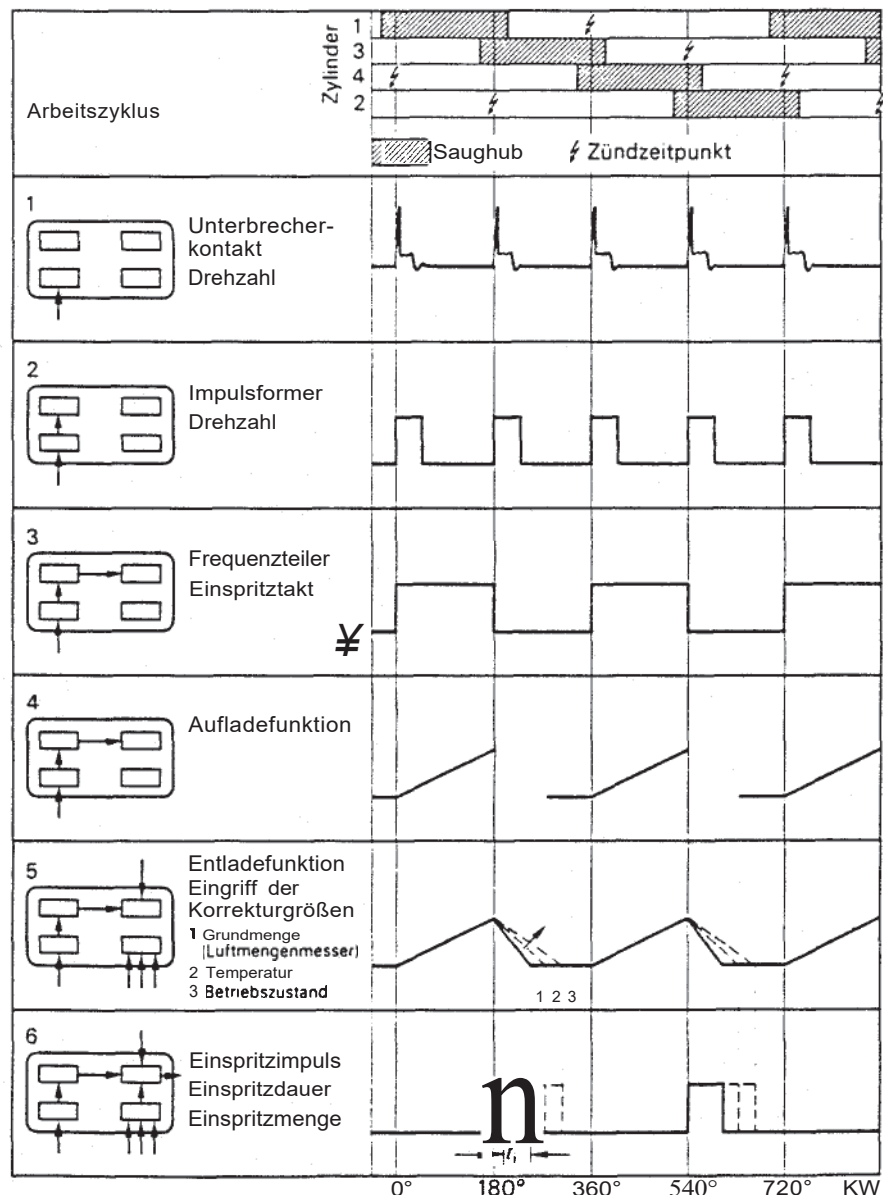 Zylinder
1
3
4
2
Arbeitszyklus
Saughub
Zündzeitpunkt
1
Unterbrecher-
kontakt
Drehzahl
2
Impulsformer
Drehzahl
3
Frequenzteiler
Einspritztakt
¥
4
Aufladefunktion
5
Entladefunktion
Eingriff der
Korrekturgrößen
1 Grundmenge
(Luftmengenmesser)
2 Temperatur
3 Betriebszustand
1 2 3
6
Einspritzimpuls
Einspritzdauer
Einspritzmenge
n
0° 180° 360° 540° 720° KW